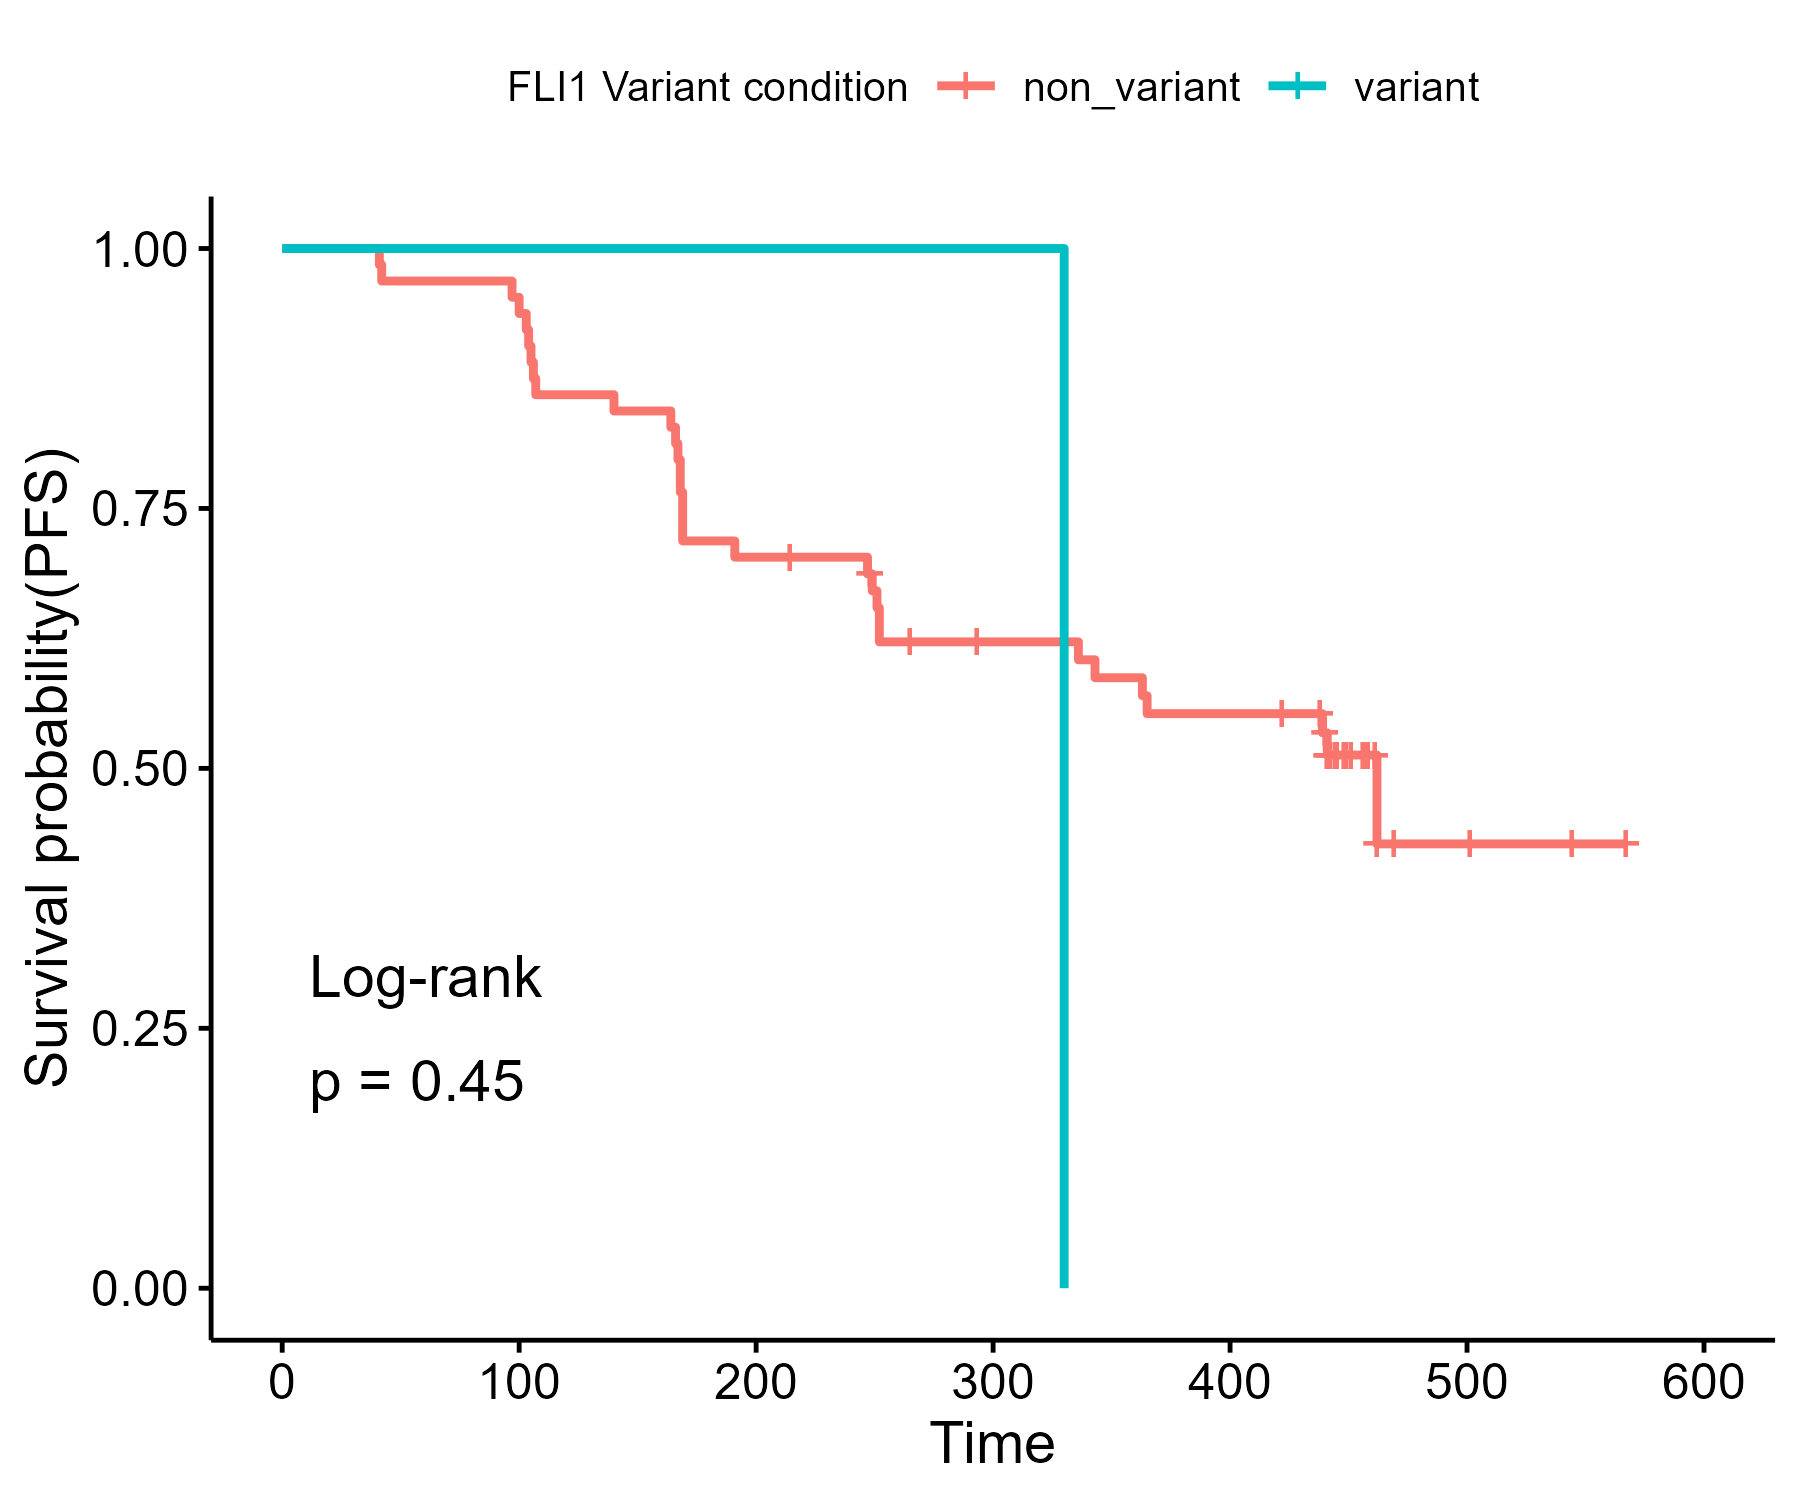 FLI1 Variant condition non_variant variant
Survival probability(PFS)
1.00
0.75
0.50
0.25
0.00
Log-rank
p = 0.45
0 100 200 300 400 500 600
Time